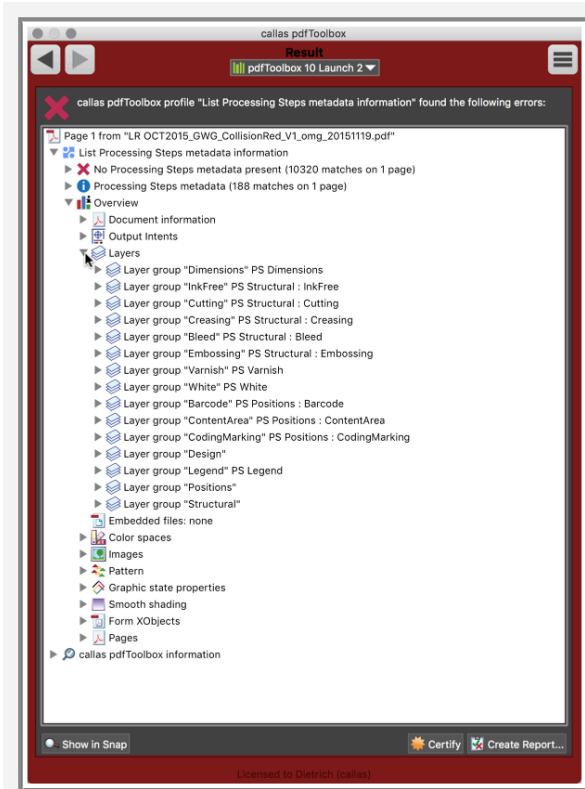 callas pdfToolbox
Result
pdfToolbox 10 Launch 2
callas pdfToolbox profile "List Processing Steps metadata information" found the following errors:
Page 1 from "LR OCT2015_GWG_CollisionRed_V1_omg_20151119.pdf"
List Processing Steps metadata information
No Processing Steps metadata present (10320 matches on 1 page)
Processing Steps metadata (188 matches on 1 page)
Overview
Document information
Output Intents
Layers
Layer group "Dimensions" PS Dimensions
Layer group "InkFree" PS Structural : InkFree
Layer group "Cutting" PS Structural : Cutting
Layer group "Creasing" PS Structural : Creasing
Layer group "Bleed" PS Structural : Bleed
Layer group "Embossing" PS Structural : Embossing
Layer group "Varnish" PS Varnish
Layer group "White" PS White
Layer group "Barcode" PS Positions : Barcode
Layer group "ContentArea" PS Positions : ContentArea
Layer group "CodingMarking" PS Positions : CodingMarking
Layer group "Design"
Layer group "Legend" PS Legend
Layer group "Positions"
Layer group "Structural"
Embedded files: none
Color spaces
Images
Pattern
Graphic state properties
Smooth shading
Form XObjects
Pages
callas pdfToolbox information
Show in Snap
Certify
Create Report...
Licensed to Dietrich (callas)